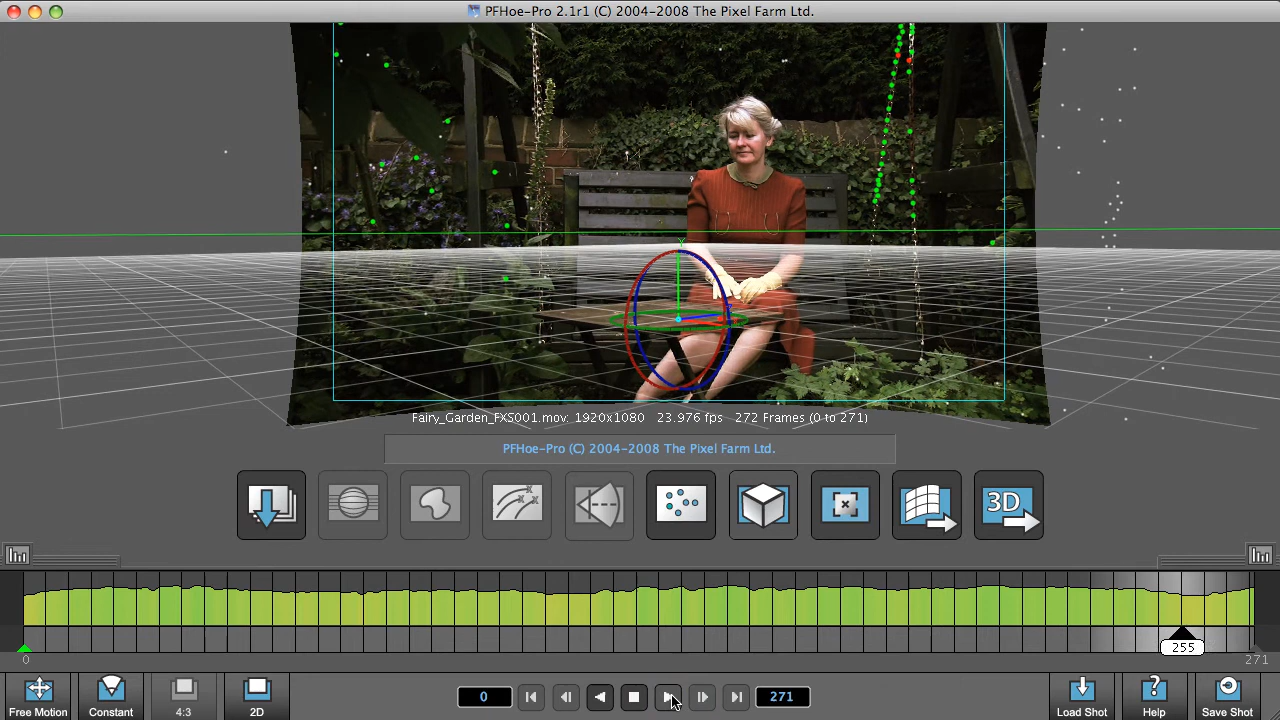 PFHoe-Pro 2.1r1 (C) 2004-2008 The Pixel Farm Ltd.
Y
Fairy_Garden_FXS001.mov 1920x1080 23.976 fps 272 Frames (0 to 271)
PFHoe-Pro (C) 2004-2008 The Pixel Farm Ltd.
3D
255
0 271
0 271
Free Motion Constant 4:3 2D Load Shot Help Save Shot